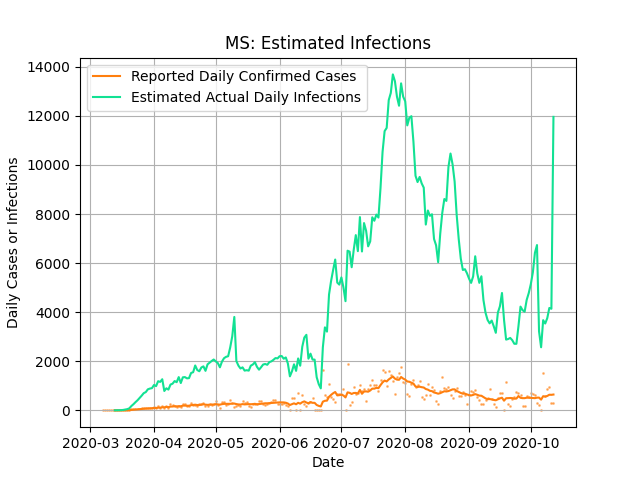 MS: Estimated Infections
Reported Daily Confirmed Cases
Estimated Actual Daily Infections
14000
12000
10000
8000
6000
4000
2000
0
Daily Cases or Infections
2020-03 2020-04 2020-05 2020-06 2020-07 2020-08 2020-09 2020-10
Date